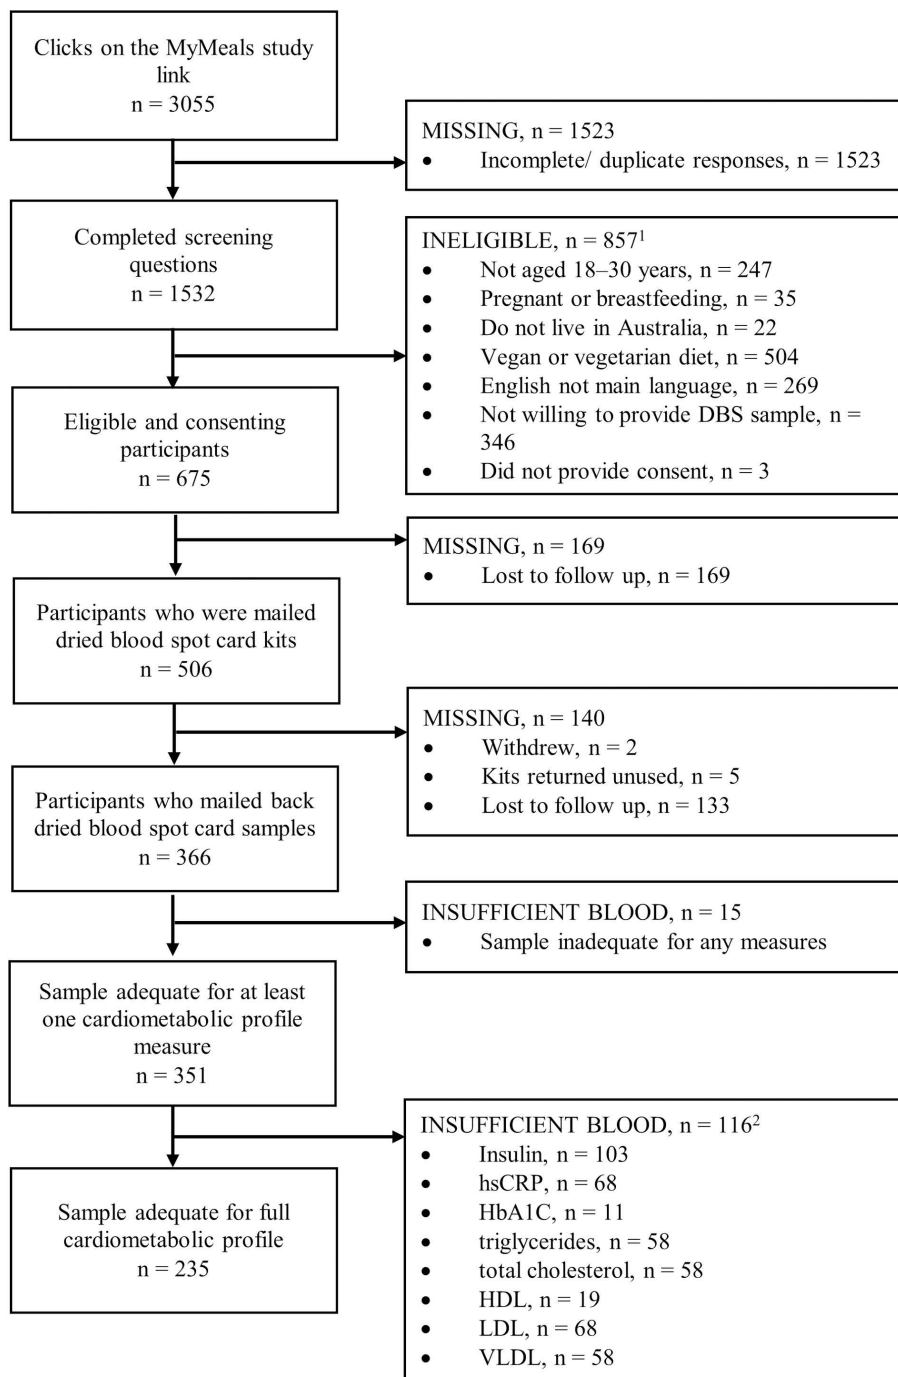 Clicks on the MyMeals study
link
n = 3055
MISSING, n = 1523
• Incomplete/ duplicate responses, n = 1523
Completed screening
questions
n = 1532
INELIGIBLE, n = 857¹
• Not aged 18–30 years, n = 247
• Pregnant or breastfeeding, n = 35
• Do not live in Australia, n = 22
• Vegan or vegetarian diet, n = 504
• English not main language, n = 269
• Not willing to provide DBS sample, n =
346
• Did not provide consent, n = 3
Eligible and consenting
participants
n = 675
MISSING, n = 169
• Lost to follow up, n = 169
Participants who were mailed
dried blood spot card kits
n = 506
MISSING, n = 140
• Withdrew, n = 2
• Kits returned unused, n = 5
• Lost to follow up, n = 133
Participants who mailed back
dried blood spot card samples
n = 366
INSUFFICIENT BLOOD, n = 15
• Sample inadequate for any measures
Sample adequate for at least
one cardiometabolic profile
measure
n = 351
INSUFFICIENT BLOOD, n = 116²
• Insulin, n = 103
• hsCRP, n = 68
• HbA1C, n = 11
• triglycerides, n = 58
• total cholesterol, n = 58
• HDL, n = 19
• LDL, n = 68
• VLDL, n = 58
Sample adequate for full
cardiometabolic profile
n = 235